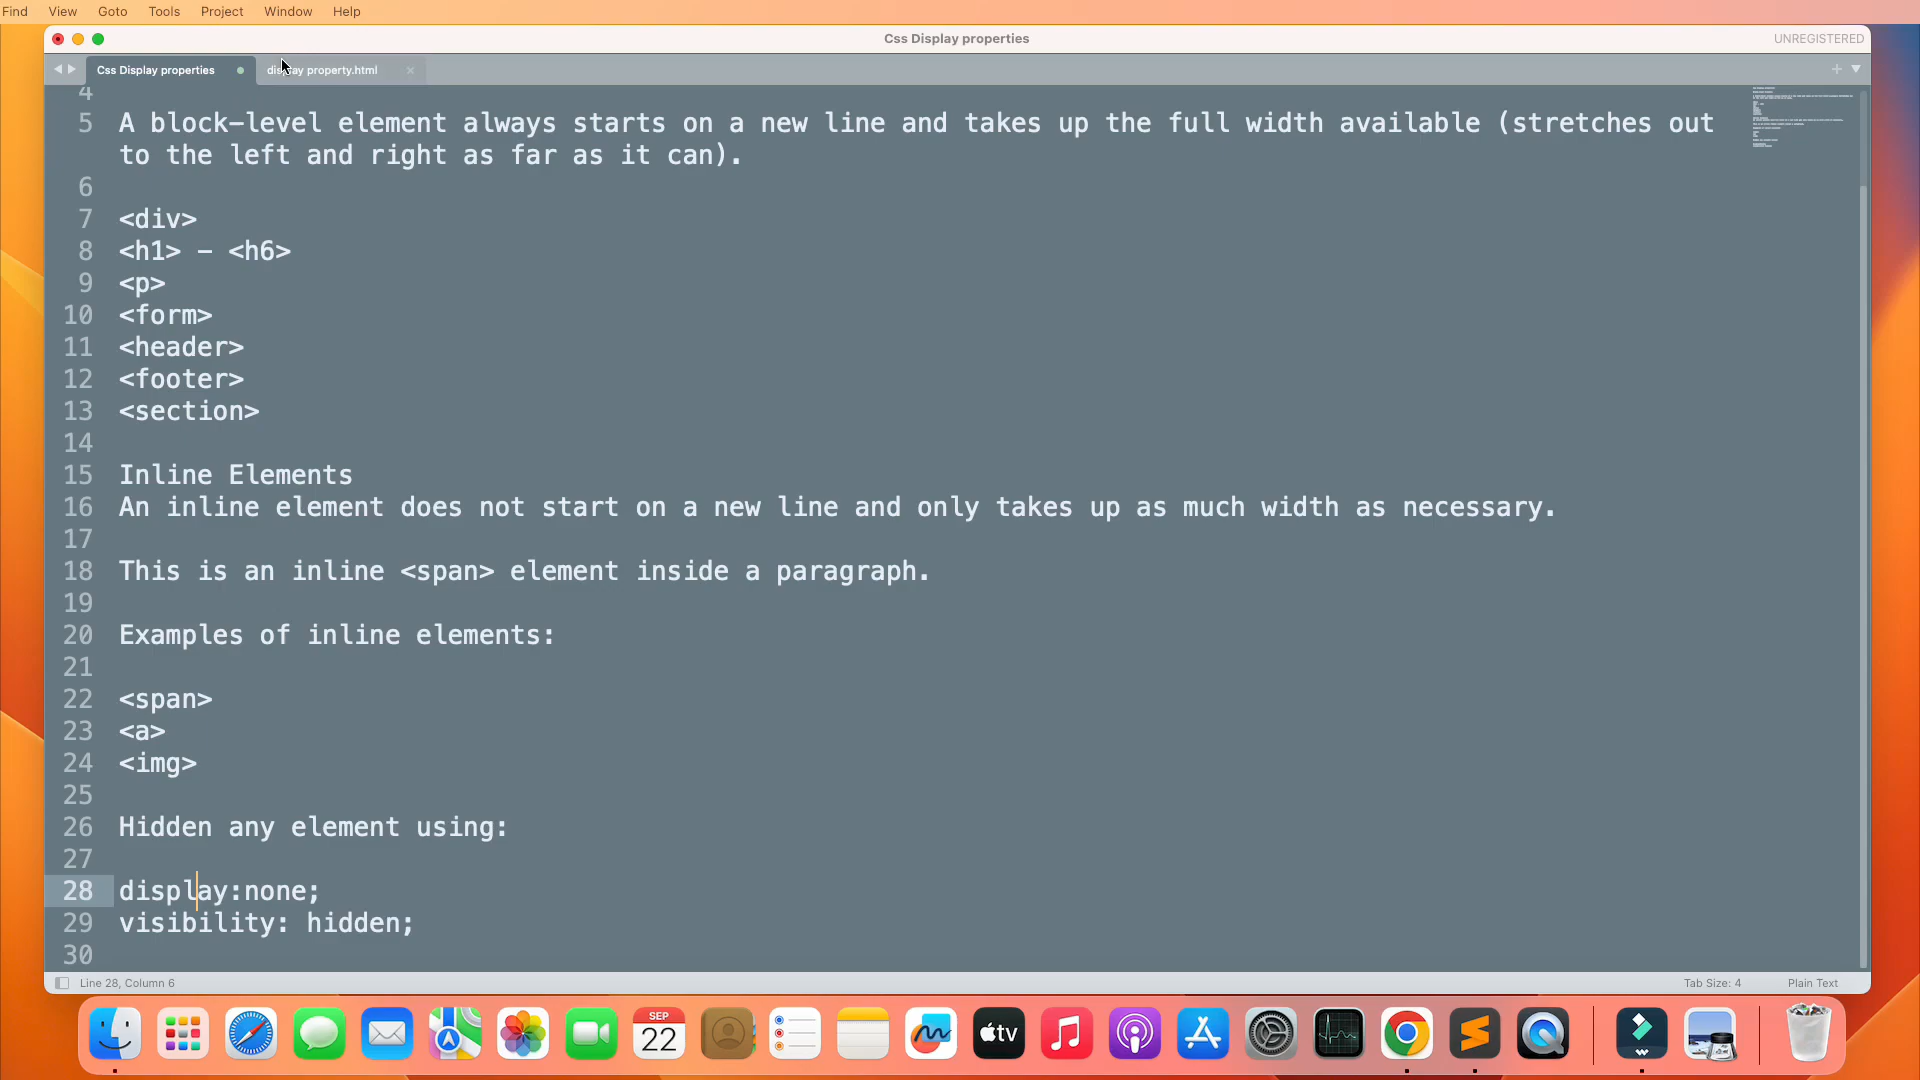 Find View Goto Tools Project Window Help
Css Display properties
UNREGISTERED
Css Display properties
display property.html
4
5 A block-level element always starts on a new line and takes up the full width available (stretches out
to the left and right as far as it can).
6
7 <div>
8 <h1> - <h6>
9 <p>
10 <form>
11 <header>
12 <footer>
13 <section>
14
15 Inline Elements
16 An inline element does not start on a new line and only takes up as much width as necessary.
17
18 This is an inline <span> element inside a paragraph.
19
20 Examples of inline elements:
21
22 <span>
23 <a>
24 <img>
25
26 Hidden any element using:
27
28 display:none;
29 visibility: hidden;
30
Line 28, Column 6
Tab Size: 4
Plain Text
SEP
22
tv